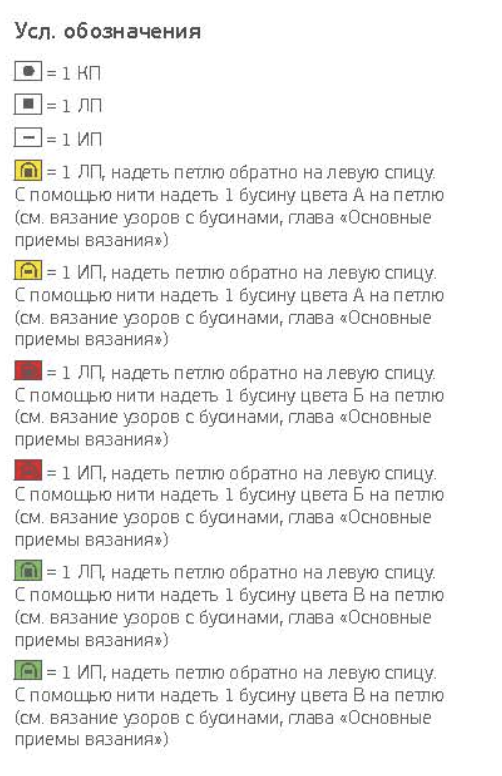 Усл. обозначения
= 1 КП
= 1 ЛП
= 1 ИП
= 1 ЛП, надеть петлю обратно на левую спицу.
С помощью нити надеть 1 бусину цвета А на петлю
(см. вязание узоров с бусинами, глава «Основные
приемы вязания»)
= 1 ИП, надеть петлю обратно на левую спицу.
С помощью нити надеть 1 бусину цвета А на петлю
(см. вязание узоров с бусинами, глава «Основные
приемы вязания»)
= 1 ЛП, надеть петлю обратно на левую спицу.
С помощью нити надеть 1 бусину цвета Б на петлю
(см. вязание узоров с бусинами, глава «Основные
приемы вязания»)
= 1 ИП, надеть петлю обратно на левую спицу.
С помощью нити надеть 1 бусину цвета Б на петлю
(см. вязание узоров с бусинами, глава «Основные
приемы вязания»)
= 1 ЛП, надеть петлю обратно на левую спицу.
С помощью нити надеть 1 бусину цвета В на петлю
(см. вязание узоров с бусинами, глава «Основные
приемы вязания»)
= 1 ИП, надеть петлю обратно на левую спицу.
С помощью нити надеть 1 бусину цвета В на петлю
(см. вязание узоров с бусинами, глава «Основные
приемы вязания»)